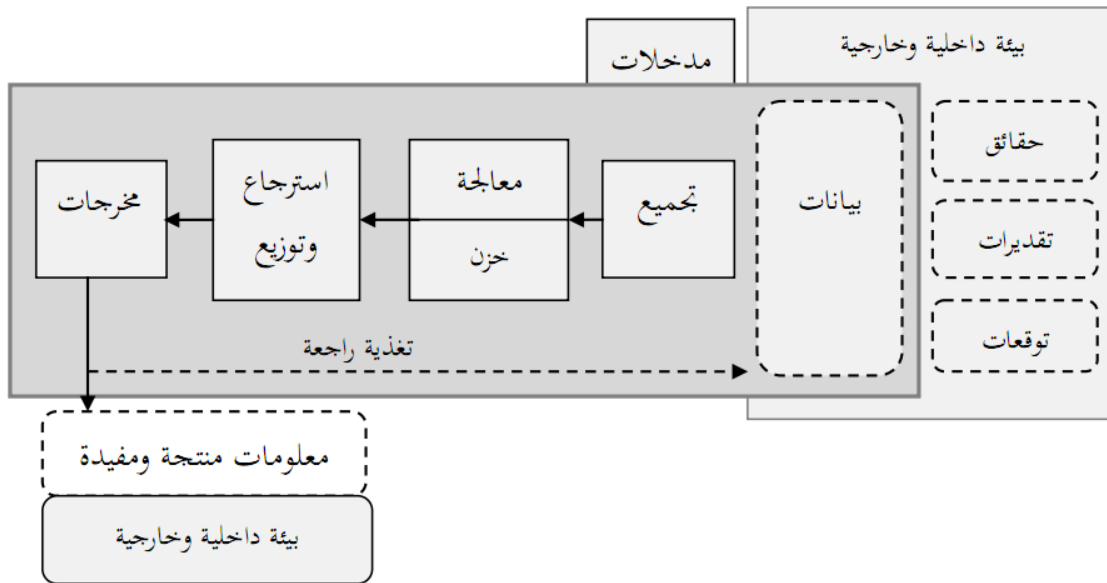 بيئة داخلية وخارجية
مدخلات
حقائق
تقديرات
توقعات
بيانات
تجميع
معالجة
خزن
استرجاع
وتوزيع
مخرجات
تغذية راجعة
معلومات منتجة ومفيدة
بيئة داخلية وخارجية